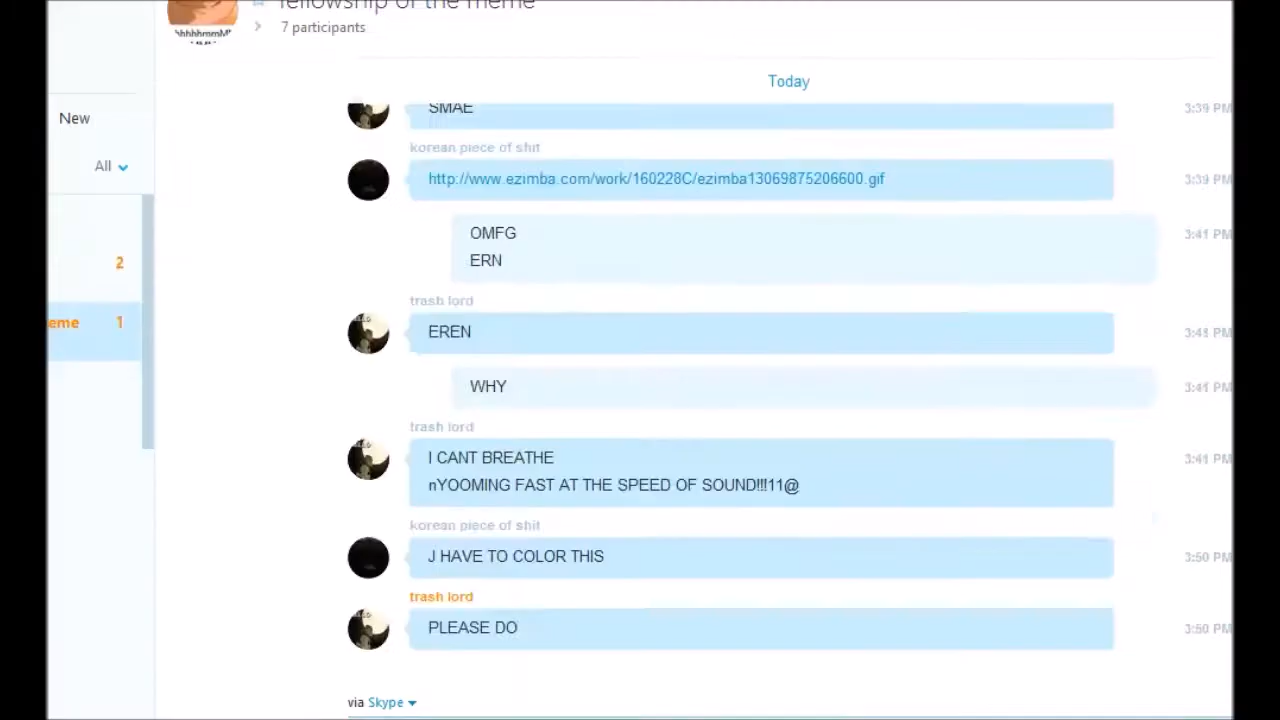 fellowship of the meme
7 participants
Today
New
All
2
eme 1
SMAE
3:39 PM
korean piece of shit
http://www.ezimba.com/work/160228C/ezimba13069875206600.gif
3:39 PM
OMFG
3:41 PM
ERN
trash lord
EREN
3:41 PM
WHY
3:41 PM
trash lord
I CANT BREATHE
3:41 PM
nYOOMING FAST AT THE SPEED OF SOUND!!!11@
korean piece of shit
J HAVE TO COLOR THIS
3:50 PM
trash lord
PLEASE DO
3:50 PM
via Skype